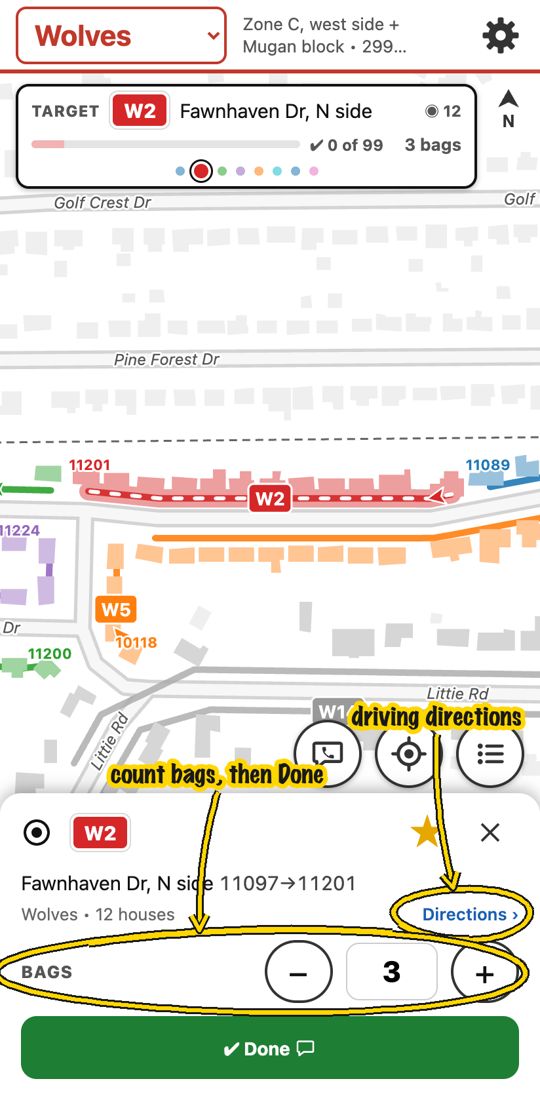 Wolves
Zone C, west side +
Mugan block • 299...
TARGET W2 Fawnhaven Dr, N side 12
✔ 0 of 99 3 bags
N
Golf Crest Dr
Golf
Pine Forest Dr
11201
11089
W2
11224
W5
Dr
10118
11200
Littie Rd
Littie Rd
driving directions
count bags, then Done
W2
Fawnhaven Dr, N side 11097→11201
Wolves • 12 houses
Directions ›
BAGS − 3 +
✔ Done